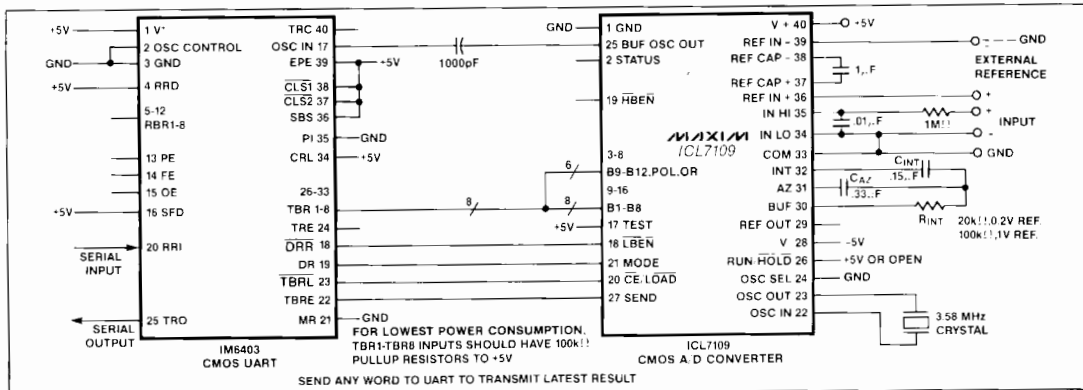 +5V
1 V+
2 OSC CONTROL
GND
3 GND
+5V
4 RRD
5-12
RBR1-8
13 PE
14 FE
15 OE
+5V
16 SFD
20 RRI
SERIAL
INPUT
25 TRO
SERIAL
OUTPUT
TRC 40
OSC IN 17
EPE 39
+5V
CLS1 38
CLS2 37
SBS 36
PI 35
GND
CRL 34
+5V
26-33
TBR 1-8
TRE 24
DRR 18
DR 19
TBRL 23
TBRE 22
MR 21
GND
IM6403
CMOS UART
1000pF
8
6
8
FOR LOWEST POWER CONSUMPTION.
TBR1-TBR8 INPUTS SHOULD HAVE 100k!!
PULLUP RESISTORS TO +5V
SEND ANY WORD TO UART TO TRANSMIT LATEST RESULT
GND
1 GND
25 BUF OSC OUT
2 STATUS
19 HBEN
MAXIM
ICL7109
3-8
B9-B12.POL.OR
9-16
B1-B8
+5V
17 TEST
18 LBEN
21 MODE
20 CE/LOAD
27 SEND
V + 40
+5V
REF IN - 39
GND
REF CAP - 38
REF CAP + 37
1,.F
EXTERNAL
REFERENCE
REF IN + 36
+
IN HI 35
+
.01,.F
1M!!
INPUT
IN LO 34
-
COM 33
GND
INT 32
CINT
.15,.F
AZ 31
CAZ
.33,.F
BUF 30
RINT
20k!!,0.2V REF.
100k!!,1V REF.
REF OUT 29
V 28
-5V
RUN/HOLD 26
+5V OR OPEN
OSC SEL 24
GND
OSC OUT 23
OSC IN 22
3.58 MHz
CRYSTAL
ICL7109
CMOS A/D CONVERTER